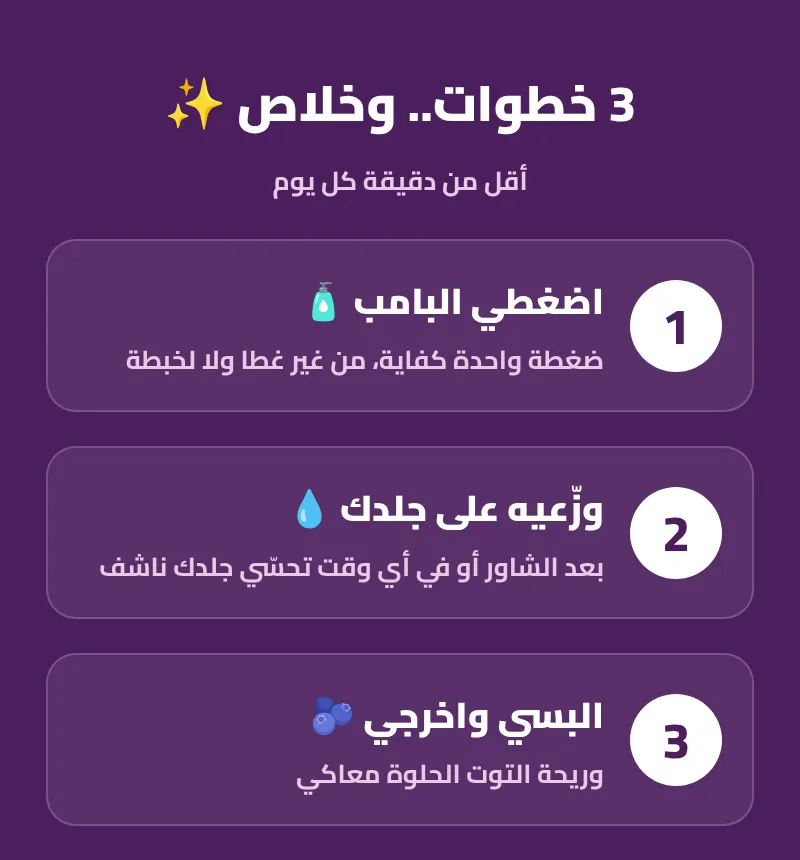 3 خطوات.. وخلاص ✨
أقل من دقيقة كل يوم
1
اضغطي البامب 🧴
ضغطة واحدة كفاية، من غير غطا ولا لخبطة
2
وزّعيه على جلدك 💧
بعد الشاور أو في أي وقت تحسّي جلدك ناشف
3
البسي واخرجي 🫐
وريحة التوت الحلوة معاكي